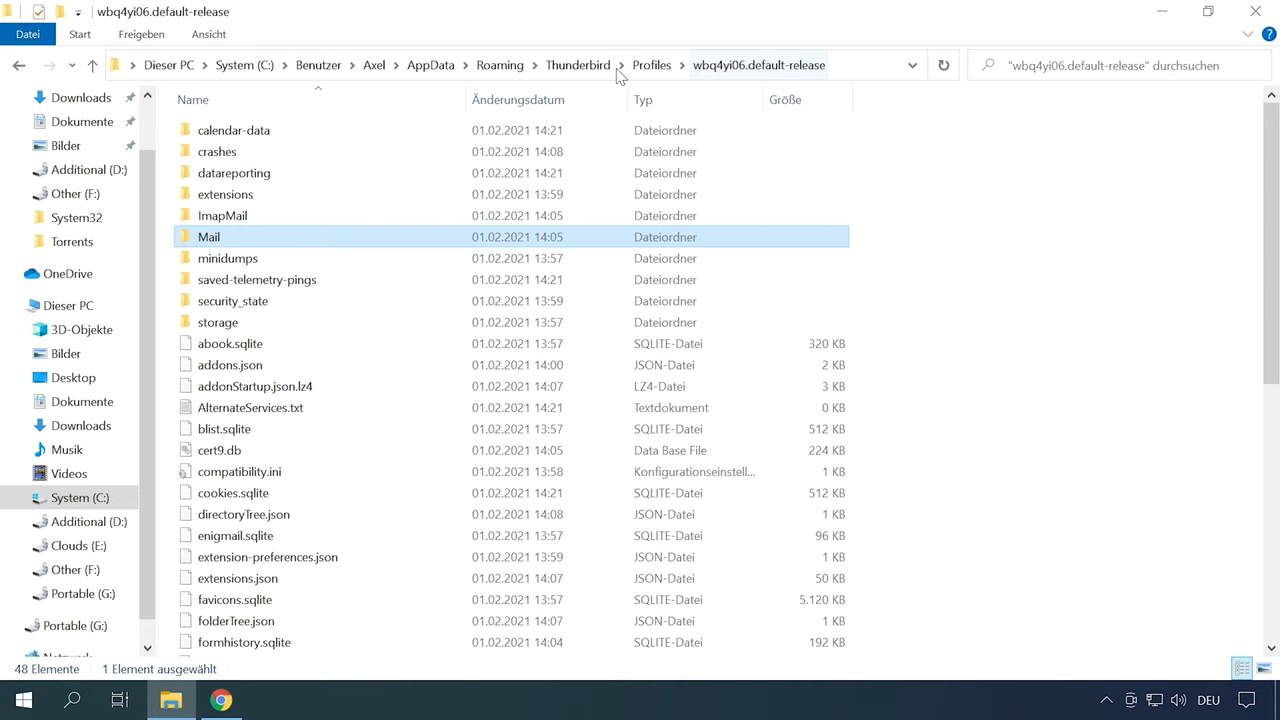 wbq4yi06.default-release
Datei Start Freigeben Ansicht
Dieser PC System (C:) Benutzer Axel AppData Roaming Thunderbird Profiles wbq4yi06.default-release
"wbq4yi06.default-release" durchsuchen
Downloads
Dokumente
Bilder
Additional (D:)
Other (F:)
System32
Torrents
OneDrive
Dieser PC
3D-Objekte
Bilder
Desktop
Dokumente
Downloads
Musik
Videos
System (C:)
Additional (D:)
Clouds (E:)
Other (F:)
Portable (G:)
Portable (G:)
Name Änderungsdatum Typ Größe
calendar-data 01.02.2021 14:21 Dateiordner
crashes 01.02.2021 14:08 Dateiordner
datareporting 01.02.2021 14:21 Dateiordner
extensions 01.02.2021 13:59 Dateiordner
ImapMail 01.02.2021 14:05 Dateiordner
Mail 01.02.2021 14:05 Dateiordner
minidumps 01.02.2021 13:57 Dateiordner
saved-telemetry-pings 01.02.2021 14:21 Dateiordner
security_state 01.02.2021 13:59 Dateiordner
storage 01.02.2021 13:57 Dateiordner
abook.sqlite 01.02.2021 13:57 SQLITE-Datei 320 KB
addons.json 01.02.2021 14:00 JSON-Datei 2 KB
addonStartup.json.lz4 01.02.2021 14:07 LZ4-Datei 3 KB
AlternateServices.txt 01.02.2021 14:21 Textdokument 0 KB
blist.sqlite 01.02.2021 13:57 SQLITE-Datei 512 KB
cert9.db 01.02.2021 14:05 Data Base File 224 KB
compatibility.ini 01.02.2021 13:58 Konfigurationseinstell... 1 KB
cookies.sqlite 01.02.2021 14:21 SQLITE-Datei 512 KB
directoryTree.json 01.02.2021 14:08 JSON-Datei 1 KB
enigmail.sqlite 01.02.2021 13:57 SQLITE-Datei 96 KB
extension-preferences.json 01.02.2021 13:59 JSON-Datei 1 KB
extensions.json 01.02.2021 14:07 JSON-Datei 50 KB
favicons.sqlite 01.02.2021 13:57 SQLITE-Datei 5.120 KB
folderTree.json 01.02.2021 14:07 JSON-Datei 1 KB
formhistory.sqlite 01.02.2021 14:04 SQLITE-Datei 192 KB
48 Elemente 1 Element ausgewählt
DEU